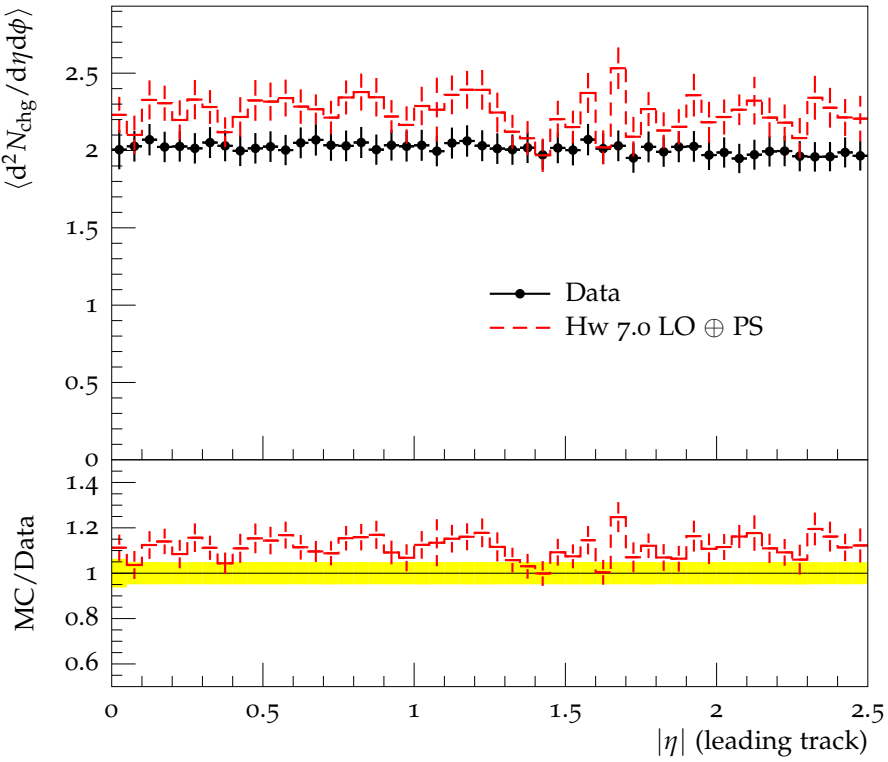 ⟨d²N_chg/dηdϕ⟩
2.5
2
1.5
1
0.5
0
Data
Hw 7.0 LO ⊕ PS
MC/Data
1.4
1.2
1
0.8
0.6
0 0.5 1 1.5 2 2.5
|η| (leading track)